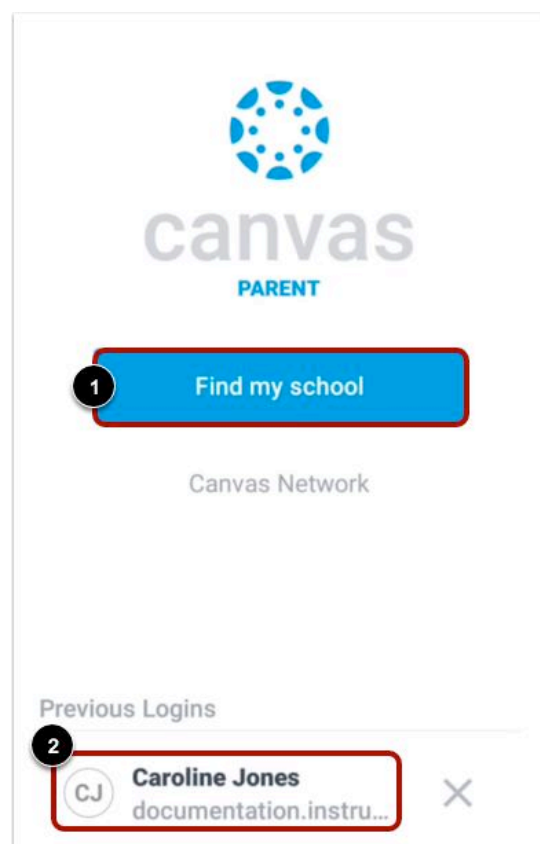 canvas
PARENT
1
Find my school
Canvas Network
Previous Logins
2
CJ
Caroline Jones
documentation.instru...